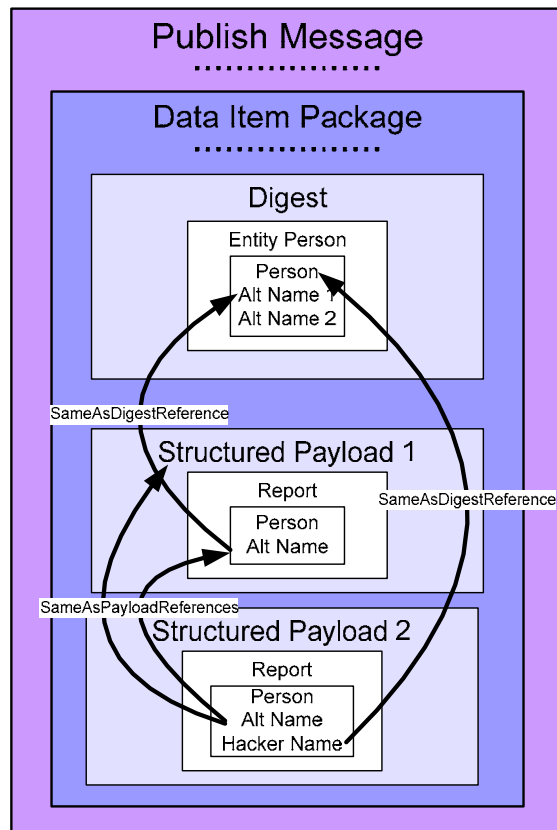 Publish Message
Data Item Package
Digest
Entity Person
Person
Alt Name 1
Alt Name 2
SameAsDigestReference
Structured Payload 1
Report
Person
Alt Name
SameAsDigestReference
SameAsPayloadReferences
Structured Payload 2
Report
Person
Alt Name
Hacker Name